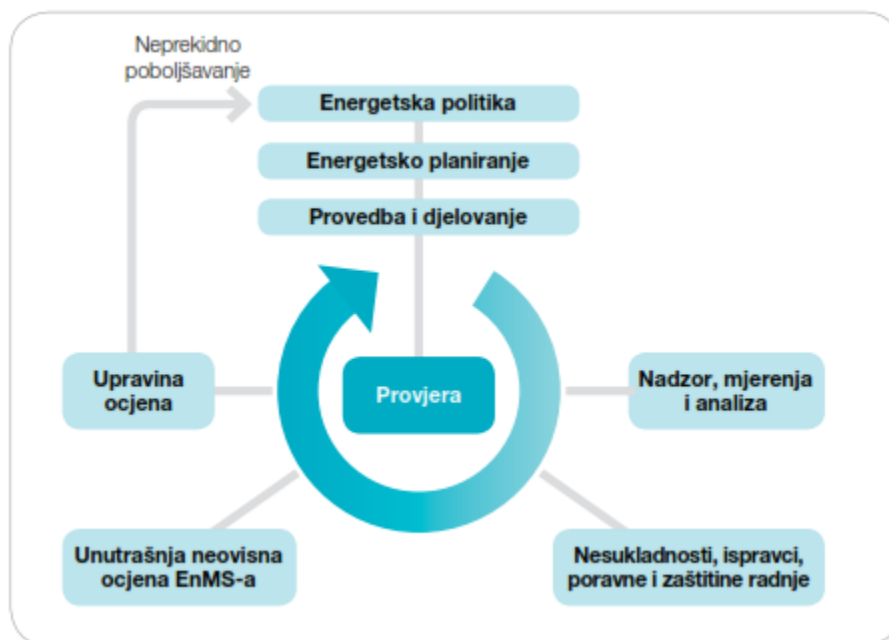 Neprekidno
poboljšavanje
Energetska politika
Energetsko planiranje
Provedba i djelovanje
Upravina
ocjena
Provjera
Nadzor, mjerenja
i analiza
Unutrašnja neovisna
ocjena EnMS-a
Nesukladnosti, ispravci,
poravne i zaštitine radnje